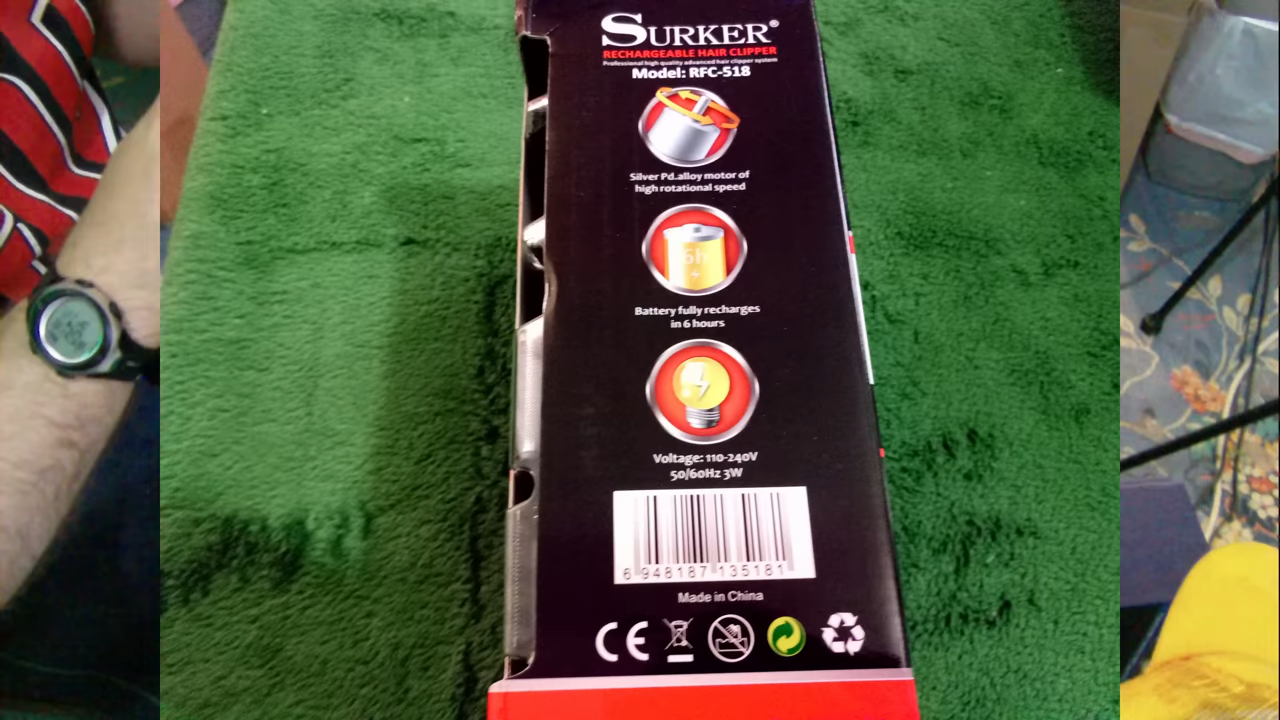 SURKER®
RECHARGEABLE HAIR CLIPPER
Professional high quality advanced hair clipper system
Model: RFC-518
Silver Pd.alloy motor of
high rotational speed
6h
Battery fully recharges
in 6 hours
Voltage: 110-240V
50/60Hz 3W
6 948187 135181
Made in China
CE